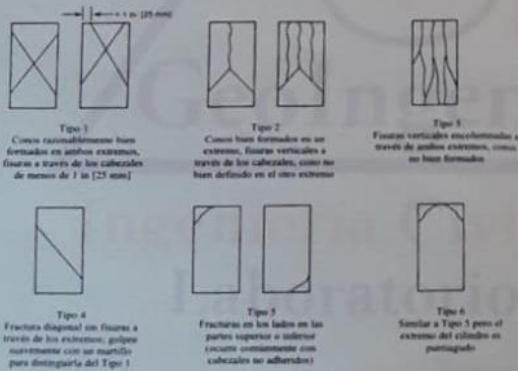 < 1 in. [25 mm]
Tipo 1
Conos razonablemente bien
formados en ambos extremos,
fisuras a través de los cabezales
de menos de 1 in [25 mm]
Tipo 2
Conos bien formados en un
extremo, fisuras verticales a
través de los cabezales, cono no
bien definido en el otro extremo
Tipo 3
Fisuras verticales encolumnadas a
través de ambos extremos, conos
no bien formados
Tipo 4
Fractura diagonal sin fisuras a
través de los extremos; golpee
suavemente con un martillo
para distinguirla del Tipo 1
Tipo 5
Fracturas en los lados en las
partes superior o inferior
(ocurre comúnmente con
cabezales no adheridos)
Tipo 6
Similar a Tipo 5 pero el
extremo del cilindro es
puntiagudo
GeoIngen
Ingeniería Civil
Laboratorio